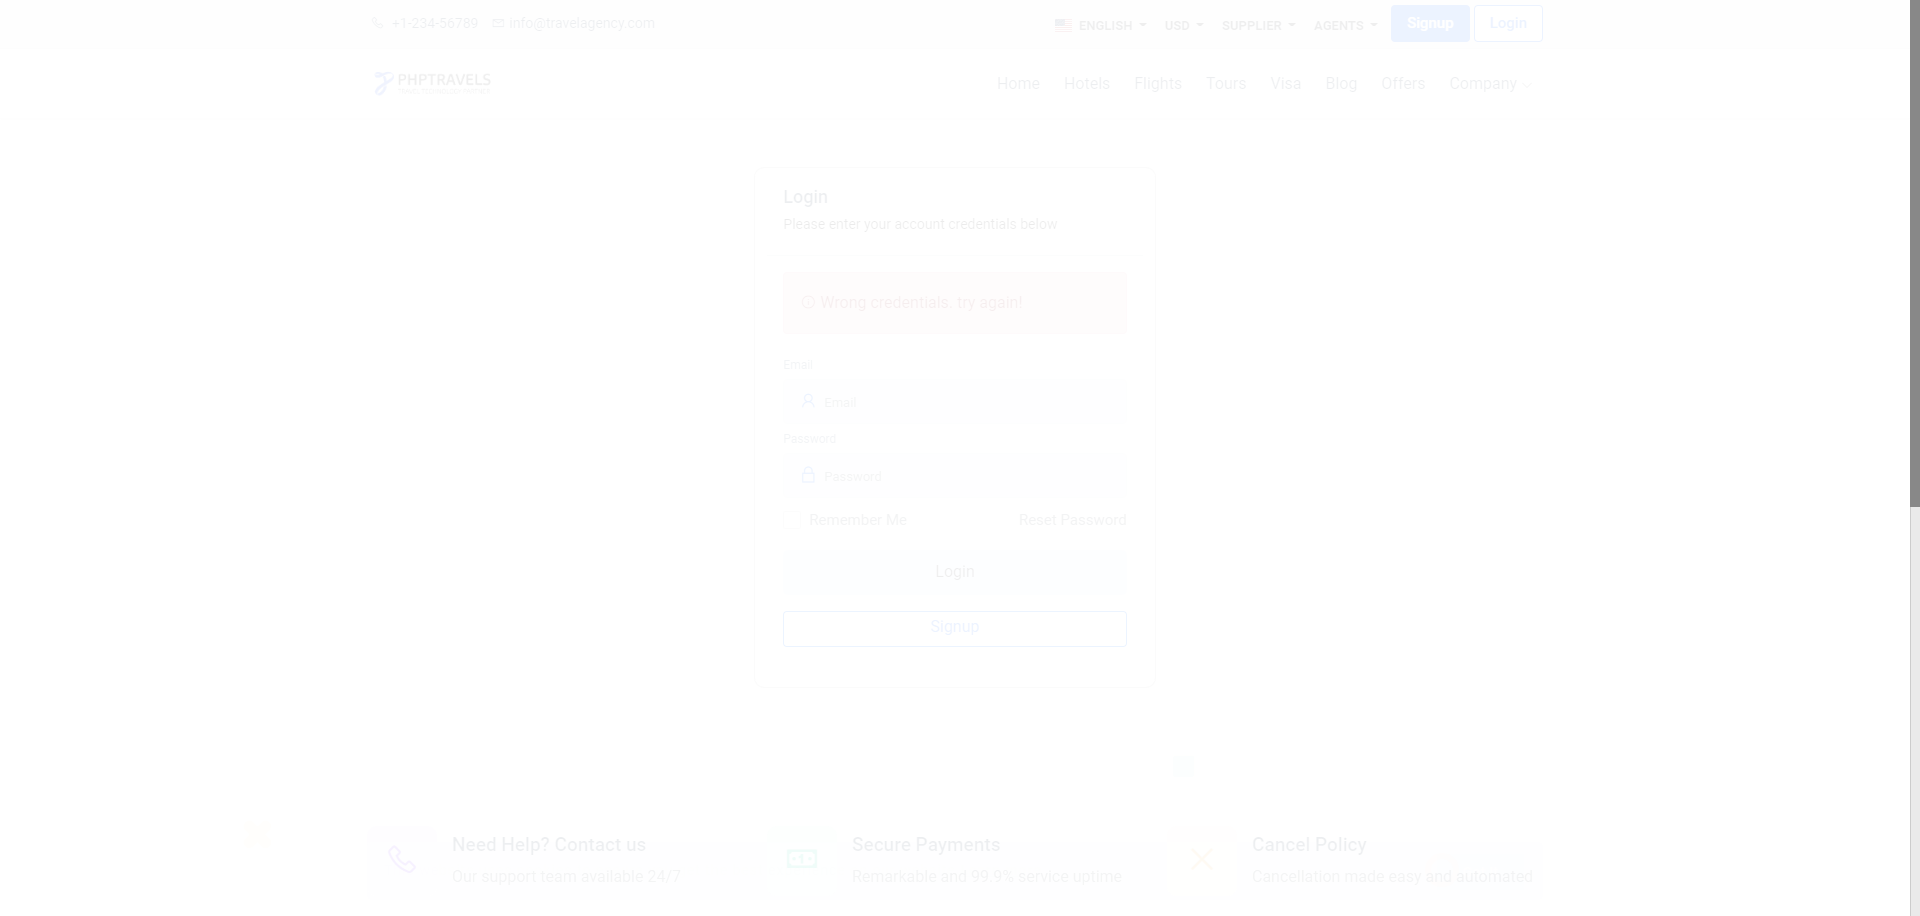 +1-234-56789 info@travelagency.com ENGLISH USD SUPPLIER AGENTS Signup Login
PHPTRAVELS
Home Hotels Flights Tours Visa Blog Offers Company
Login
Please enter your account credentials below
Wrong credentials. try again!
Email
Email
Password
Password
Remember Me Reset Password
Login
Signup
Need Help? Contact us Secure Payments Cancel Policy
Our support team available 24/7 Remarkable and 99.9% service uptime Cancellation made easy and automated